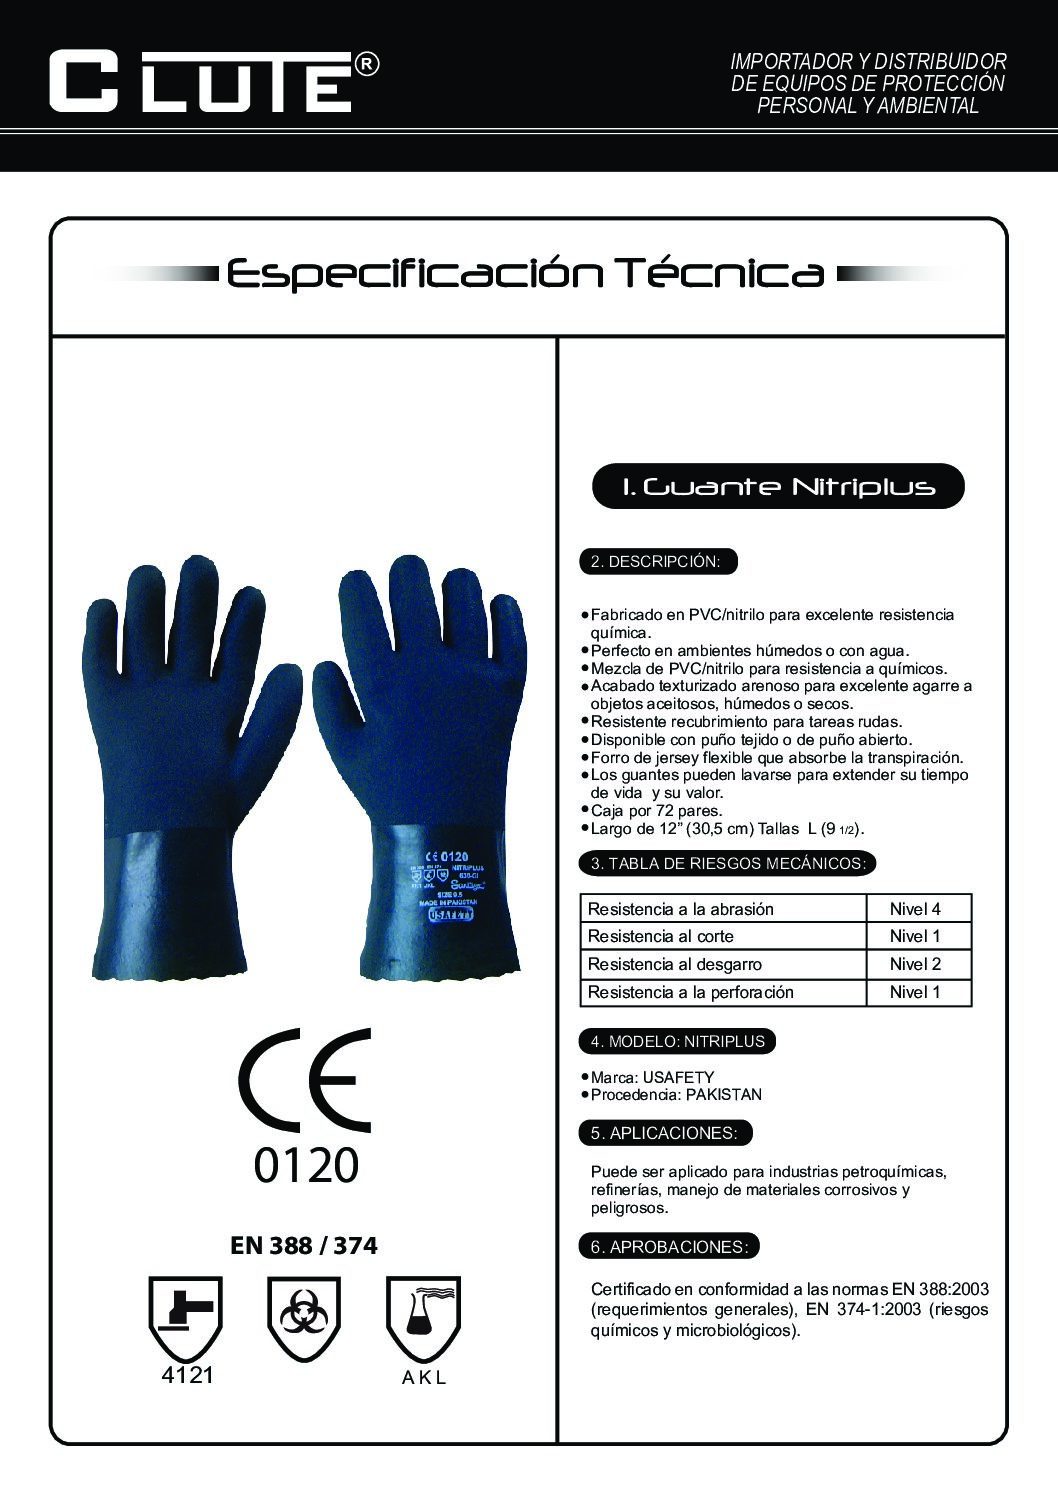 CLUTE®
IMPORTADOR Y DISTRIBUIDOR
DE EQUIPOS DE PROTECCIÓN
PERSONAL Y AMBIENTAL
Especificación Técnica
1. Guante Nitriplus
2. DESCRIPCIÓN:
•Fabricado en PVC/nitrilo para excelente resistencia
química.
•Perfecto en ambientes húmedos o con agua.
•Mezcla de PVC/nitrilo para resistencia a químicos.
•Acabado texturizado arenoso para excelente agarre a
objetos aceitosos, húmedos o secos.
•Resistente recubrimiento para tareas rudas.
•Disponible con puño tejido o de puño abierto.
•Forro de jersey flexible que absorbe la transpiración.
•Los guantes pueden lavarse para extender su tiempo
de vida y su valor.
•Caja por 72 pares.
•Largo de 12” (30,5 cm) Tallas L (9 1/2).
3. TABLA DE RIESGOS MECÁNICOS:
Resistencia a la abrasión Nivel 4
Resistencia al corte Nivel 1
Resistencia al desgarro Nivel 2
Resistencia a la perforación Nivel 1
4. MODELO: NITRIPLUS
•Marca: USAFETY
•Procedencia: PAKISTAN
5. APLICACIONES:
Puede ser aplicado para industrias petroquímicas,
refinerías, manejo de materiales corrosivos y
peligrosos.
6. APROBACIONES:
Certificado en conformidad a las normas EN 388:2003
(requerimientos generales), EN 374-1:2003 (riesgos
químicos y microbiológicos).
CE 0120
NITRIPLUS
SIZE 9.5
MADE IN PAKISTAN
USAFETY
CE
0120
EN 388 / 374
4121
A K L